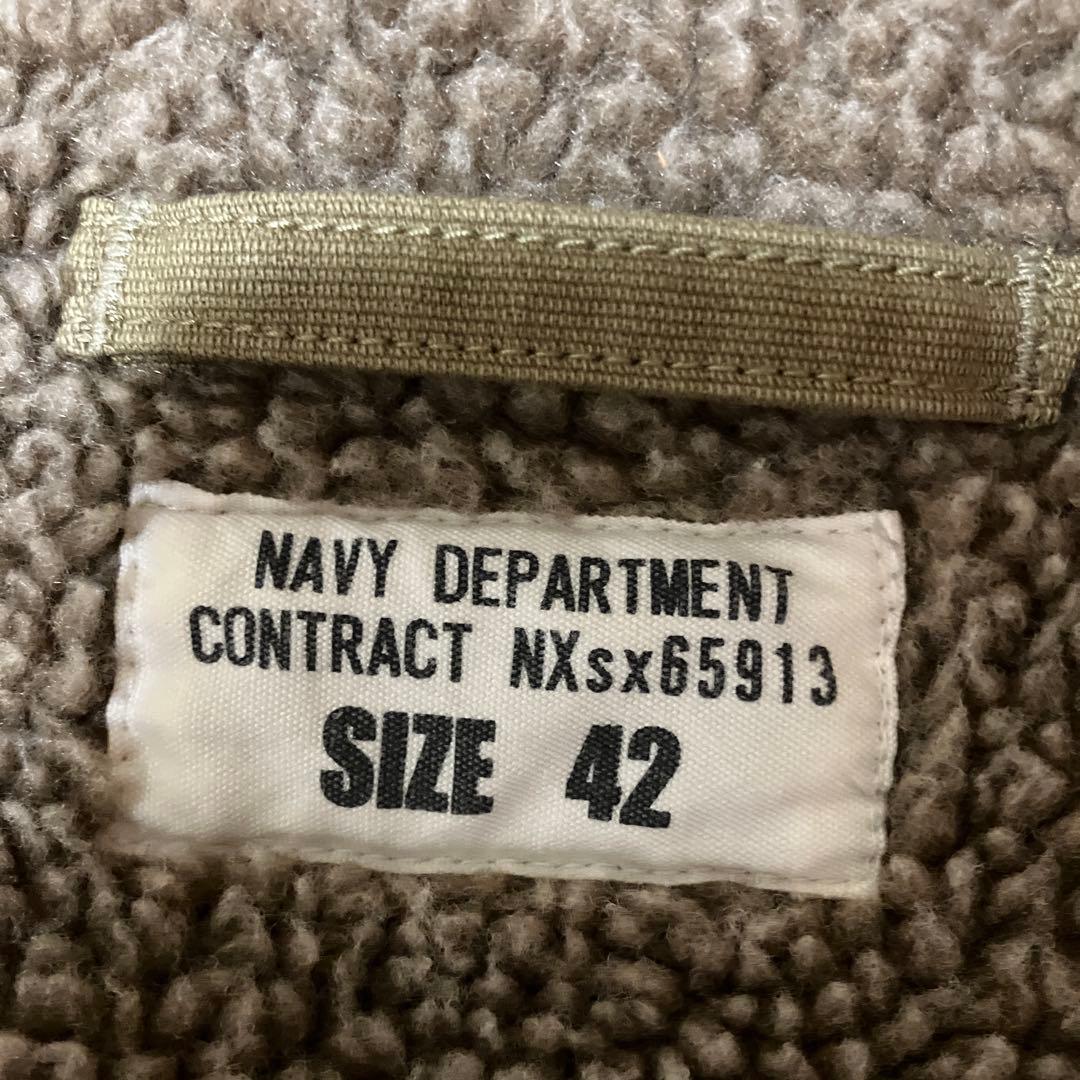 NAVY DEPARTMENT
CONTRACT NXsx65913
SIZE 42